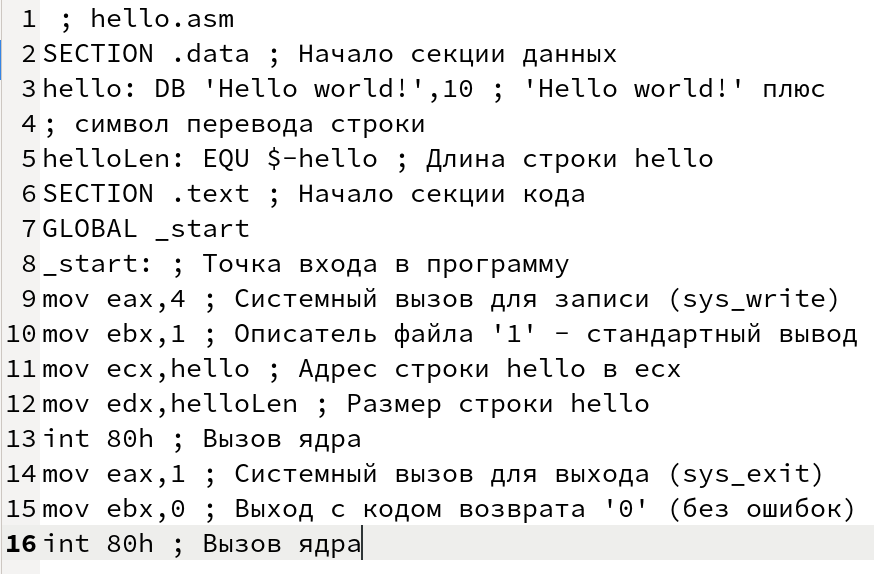 1 ; hello.asm
2 SECTION .data ; Начало секции данных
3 hello: DB 'Hello world!',10 ; 'Hello world!' плюс
4 ; символ перевода строки
5 helloLen: EQU $-hello ; Длина строки hello
6 SECTION .text ; Начало секции кода
7 GLOBAL _start
8 _start: ; Точка входа в программу
9 mov eax,4 ; Системный вызов для записи (sys_write)
10 mov ebx,1 ; Описатель файла '1' - стандартный вывод
11 mov ecx,hello ; Адрес строки hello в ecx
12 mov edx,helloLen ; Размер строки hello
13 int 80h ; Вызов ядра
14 mov eax,1 ; Системный вызов для выхода (sys_exit)
15 mov ebx,0 ; Выход с кодом возврата '0' (без ошибок)
16 int 80h ; Вызов ядра